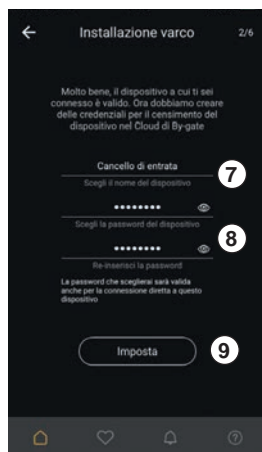 Installazione varco
2/6
Molto bene, il dispositivo a cui ti sei
connesso è valido. Ora dobbiamo creare
delle credenziali per il censimento del
dispositivo nel Cloud di By-gate
Cancello di entrata
7
Scegli il nome del dispositivo
••••••••
Scegli la password del dispositivo
8
••••••••
Re-inserisci la password
La password che sceglierai sarà valida
anche per la connessione diretta a questo
dispositivo
Imposta
9
?